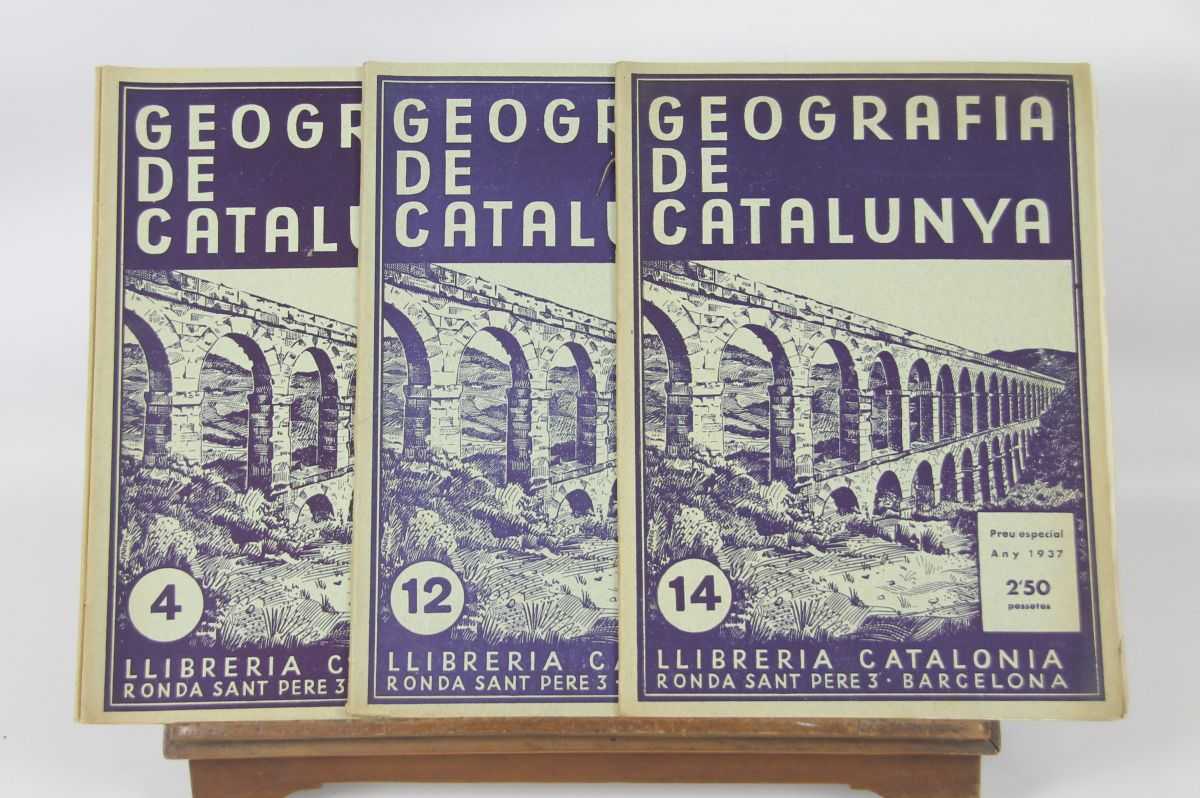 GEOGR
DE
CATALU
4
LLIBRERIA C
RONDA SANT PERE 3
GEOGR
DE
CATALU
12
LLIBRERIA CA
RONDA SANT PERE 3 ·
GEOGRAFIA
DE
CATALUNYA
Preu especial
Any 1937
2'50
pessetes
14
LLIBRERIA CATALONIA
RONDA SANT PERE 3 · BARCELONA